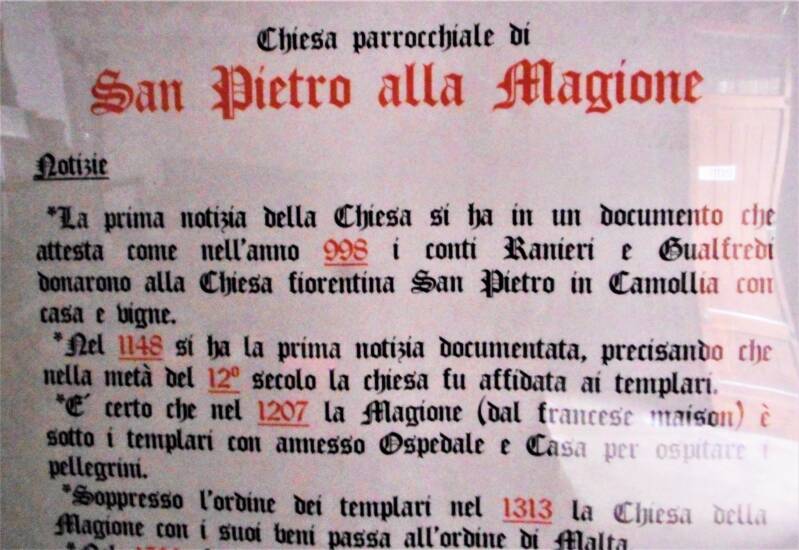 Chiesa parrocchiale di
San Pietro alla Magione
Notizie
*La prima notizia della Chiesa si ha in un documento che
attesta come nell'anno 998 i conti Ranieri e Gualfredi
donarono alla Chiesa fiorentina San Pietro in Camollia con
casa e vigne.
*Nel 1148 si ha la prima notizia documentata, precisando che
nella metà del 12º secolo la chiesa fu affidata ai templari.
*E´ certo che nel 1207 la Magione (dal francese maison) è
sotto i templari con annesso Ospedale e Casa per ospitare i
pellegrini.
*Soppresso l'ordine dei templari nel 1313 la Chiesa della
Magione con i suoi beni passa all'ordine di Malta